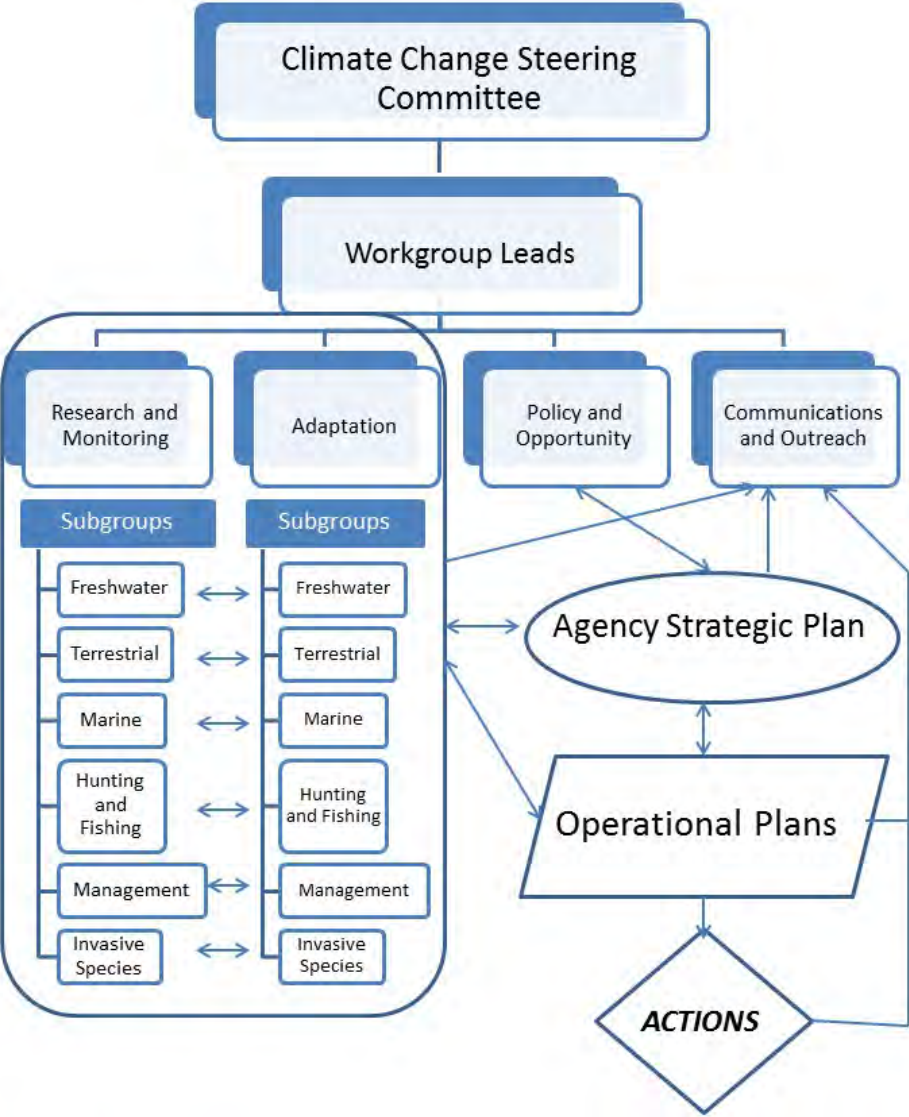 Climate Change Steering
Committee
Workgroup Leads
Research and
Monitoring
Adaptation
Policy and
Opportunity
Communications
and Outreach
Subgroups
Freshwater
Terrestrial
Marine
Hunting
and
Fishing
Management
Invasive
Species
Subgroups
Freshwater
Terrestrial
Marine
Hunting
and Fishing
Management
Invasive
Species
Agency Strategic Plan
Operational Plans
ACTIONS